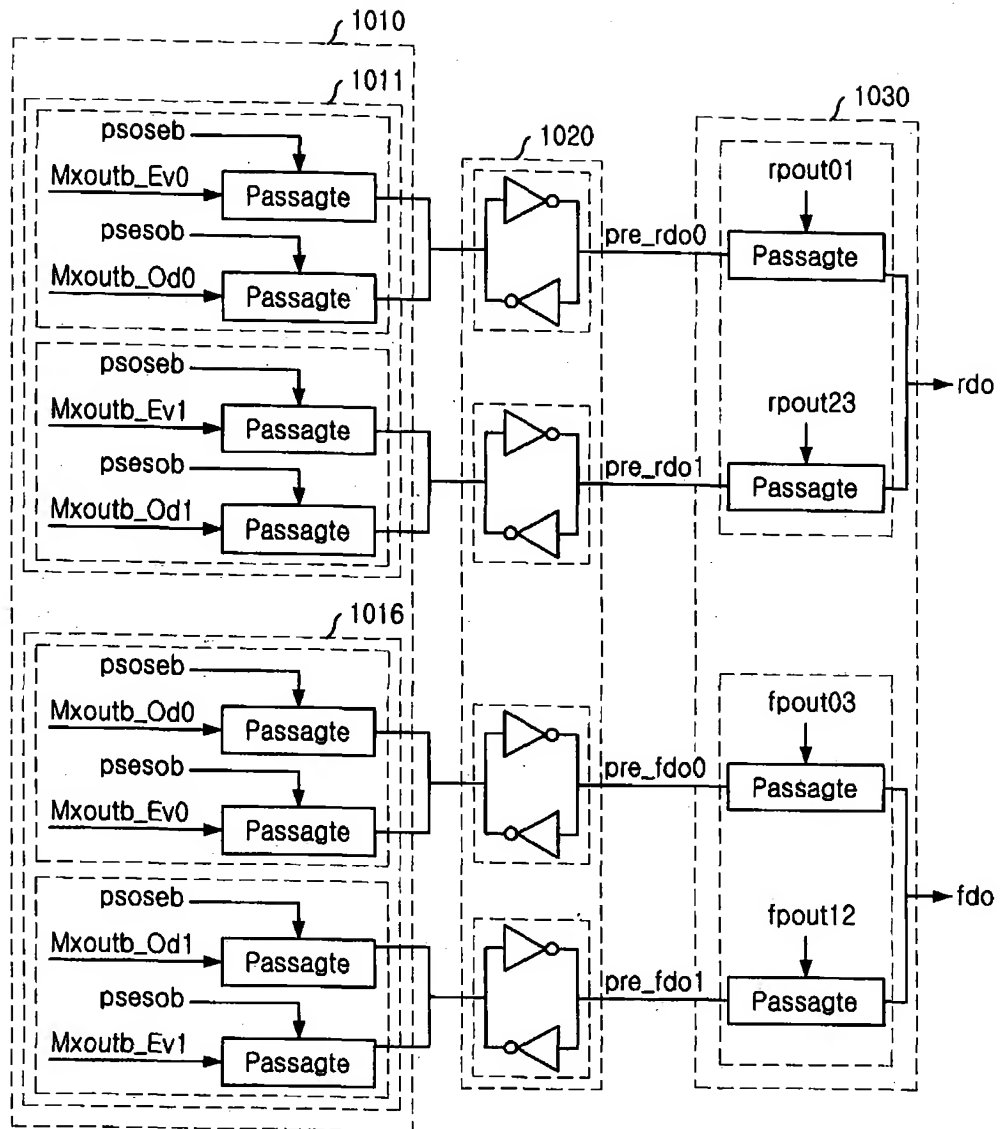 1010
1011
psoseb
Mxoutb_Ev0
Passagte
psesob
Mxoutb_Od0
Passagte
psoseb
Mxoutb_Ev1
Passagte
psesob
Mxoutb_Od1
Passagte
1016
psoseb
Mxoutb_Od0
Passagte
psesob
Mxoutb_Ev0
Passagte
psoseb
Mxoutb_Od1
Passagte
psesob
Mxoutb_Ev1
Passagte
1020
pre_rdo0
pre_rdo1
pre_fdo0
pre_fdo1
1030
rpout01
Passagte
rpout23
Passagte
rdo
fpout03
Passagte
fpout12
Passagte
fdo